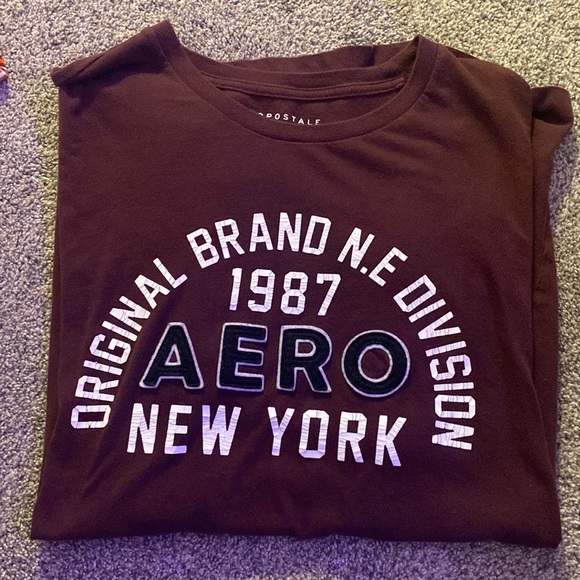 ORIGINAL BRAND N.E DIVISION
1987
AERO
NEW YORK